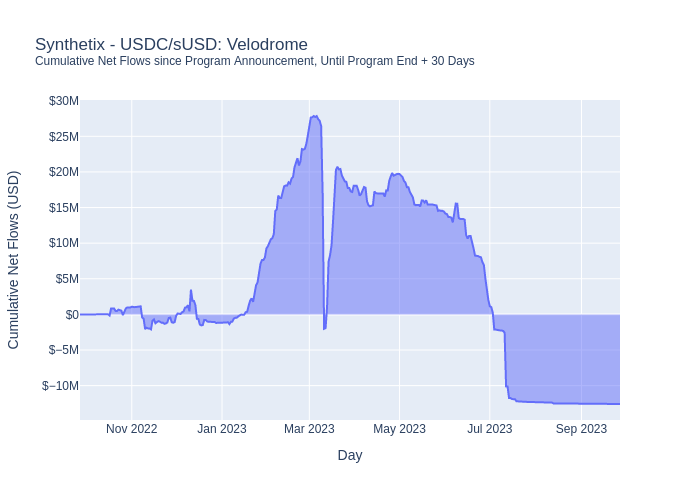 Synthetix - USDC/sUSD: Velodrome
Cumulative Net Flows since Program Announcement, Until Program End + 30 Days
Cumulative Net Flows (USD)
$30M
$25M
$20M
$15M
$10M
$5M
$0
$−5M
$−10M
Nov 2022
Jan 2023
Mar 2023
May 2023
Jul 2023
Sep 2023
Day